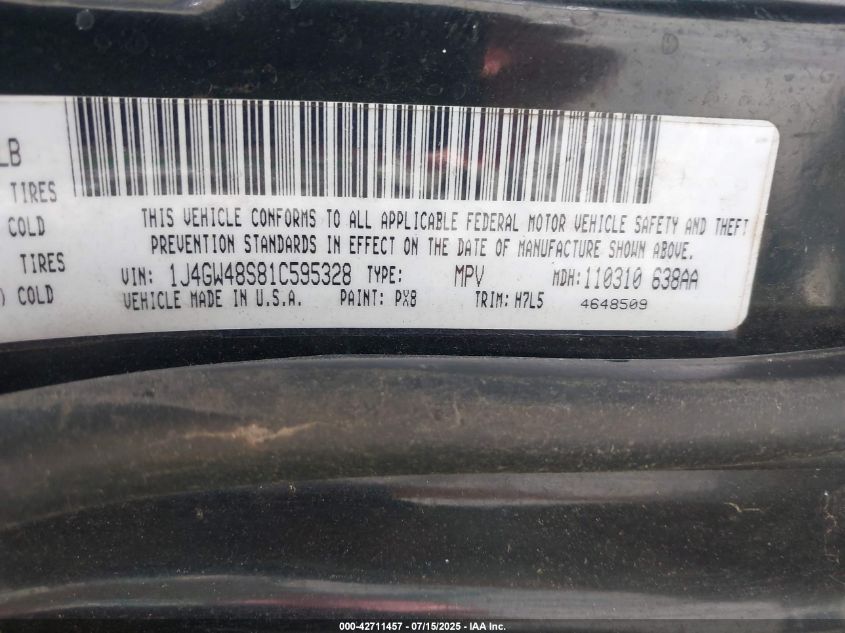 LB
TIRES
COLD
TIRES
) COLD
THIS VEHICLE CONFORMS TO ALL APPLICABLE FEDERAL MOTOR VEHICLE SAFETY AND THEFT
PREVENTION STANDARDS IN EFFECT ON THE DATE OF MANUFACTURE SHOWN ABOVE.
VIN: 1J4GW48S81C595328 TYPE: MPV MDH:110310 638AA
VEHICLE MADE IN U.S.A. PAINT: PX8 TRIM: H7L5 4648509
000-42711457 - 07/15/2025 - IAA Inc.